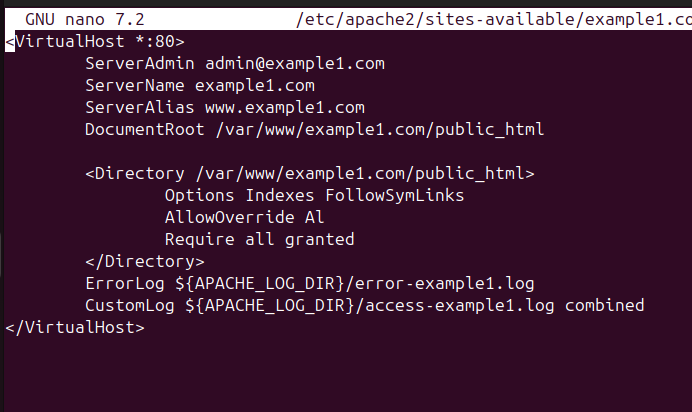 GNU nano 7.2 /etc/apache2/sites-available/example1.co
<VirtualHost *:80>
ServerAdmin admin@example1.com
ServerName example1.com
ServerAlias www.example1.com
DocumentRoot /var/www/example1.com/public_html
<Directory /var/www/example1.com/public_html>
Options Indexes FollowSymLinks
AllowOverride Al
Require all granted
</Directory>
ErrorLog ${APACHE_LOG_DIR}/error-example1.log
CustomLog ${APACHE_LOG_DIR}/access-example1.log combined
</VirtualHost>